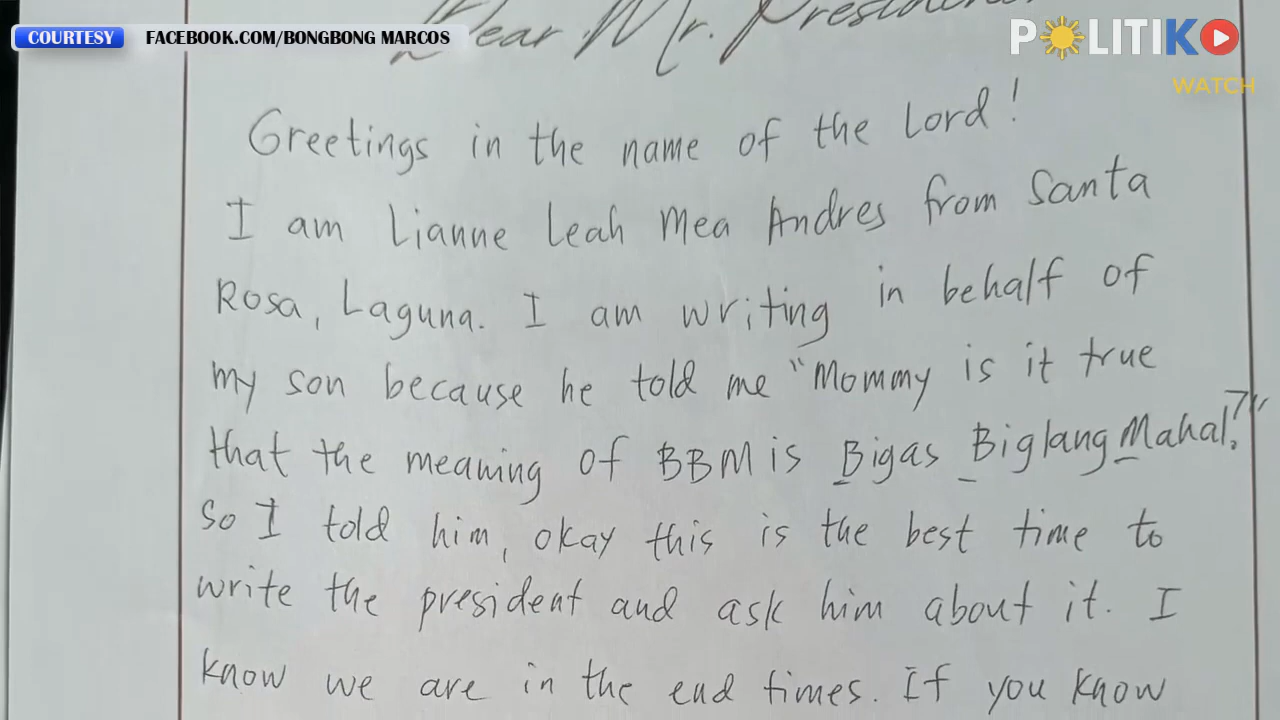 COURTESY FACEBOOK.COM/BONGBONG MARCOS
POLITIKO
WATCH
Dear Mr. President
Greetings in the name of the Lord!
I am Lianne Leah Mea Andres from Santa
Rosa, Laguna. I am writing in behalf of
my son because he told me "Mommy is it true
that the meaning of BBM is Bigas Biglang Mahal?"
So I told him, okay this is the best time to
write the president and ask him about it. I
know we are in the end times. If you know